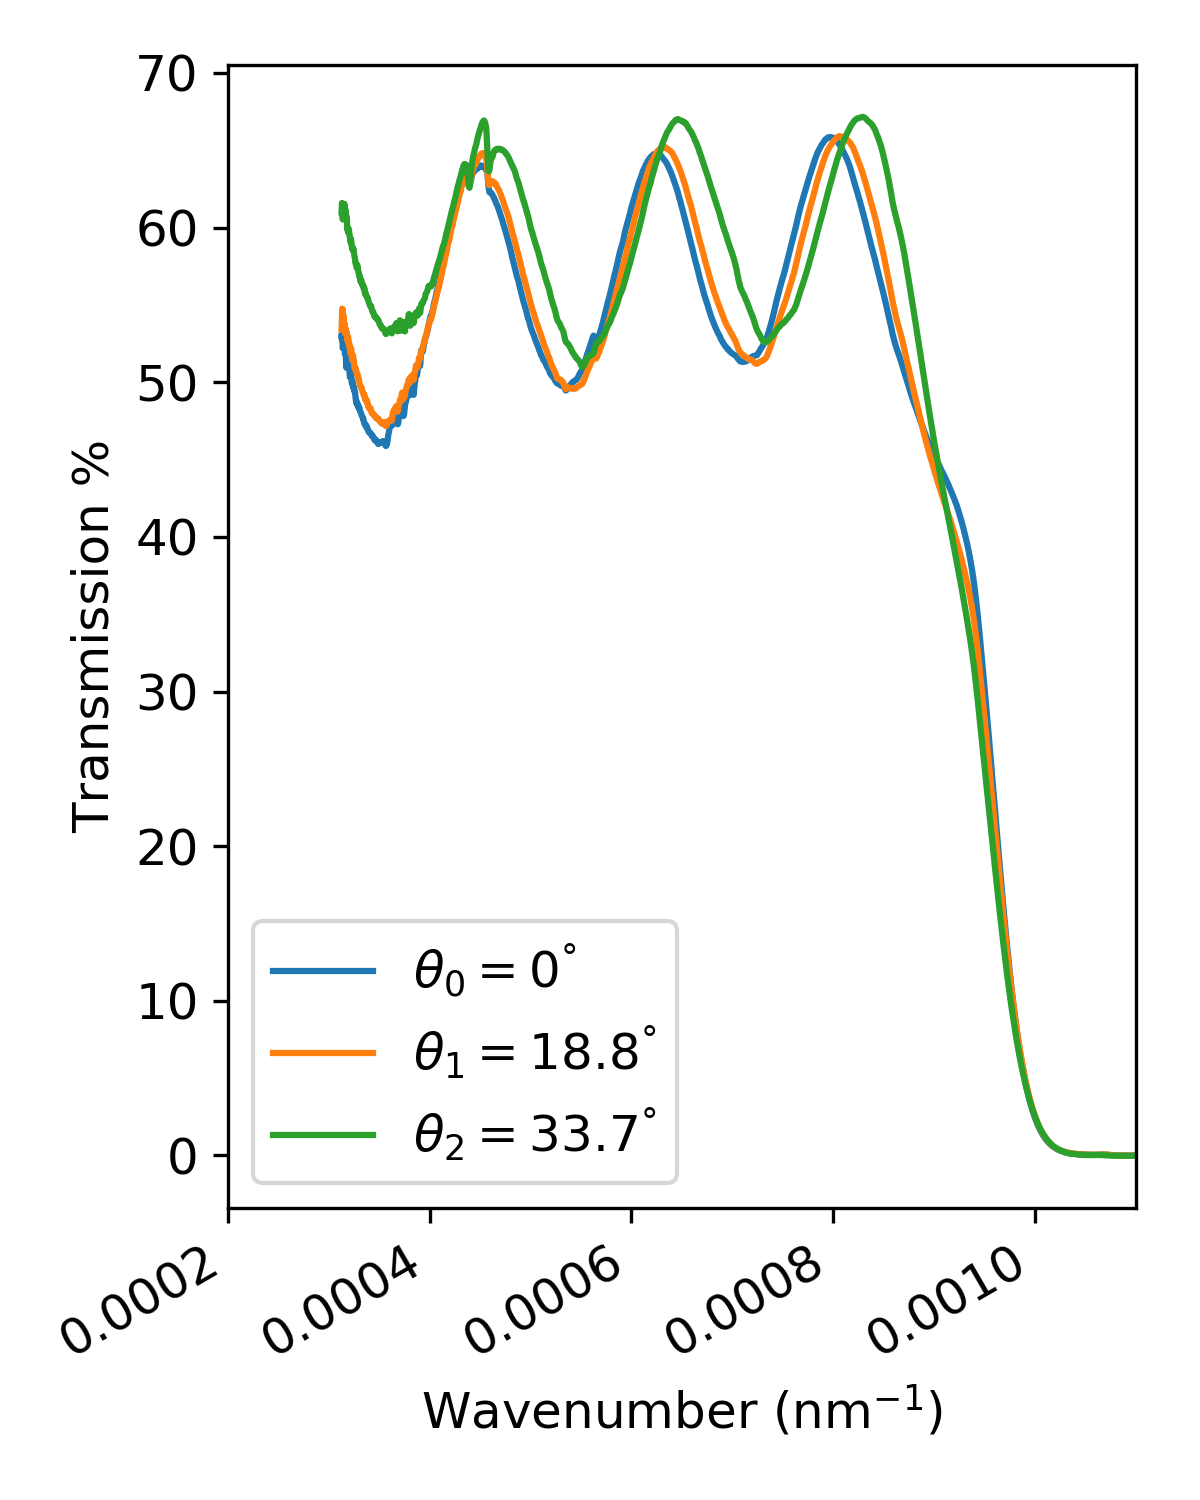 70
60
50
40
30
20
10
0
Transmission %
θ₀ = 0°
θ₁ = 18.8°
θ₂ = 33.7°
0.0002 0.0004 0.0006 0.0008 0.0010
Wavenumber (nm⁻¹)